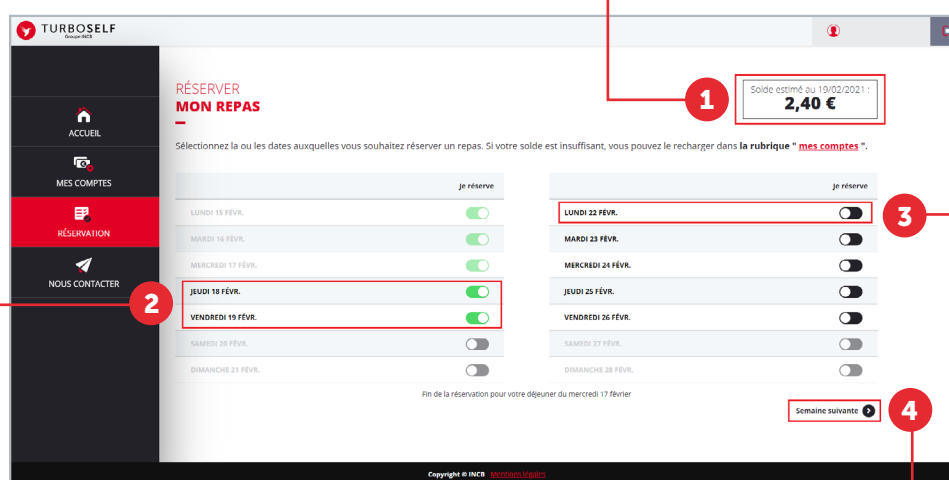 TURBOSELF
Groupe INCB
RÉSERVER
MON REPAS
1
Solde estimé au 19/02/2021 :
2,40 €
ACCUEIL
Sélectionnez la ou les dates auxquelles vous souhaitez réserver un repas. Si votre solde est insuffisant, vous pouvez le recharger dans la rubrique " mes comptes ".
MES COMPTES
RÉSERVATION
NOUS CONTACTER
Je réserve
LUNDI 15 FÉVR.
MARDI 16 FÉVR.
MERCREDI 17 FÉVR.
2
JEUDI 18 FÉVR.
VENDREDI 19 FÉVR.
SAMEDI 20 FÉVR.
DIMANCHE 21 FÉVR.
Je réserve
LUNDI 22 FÉVR.
3
MARDI 23 FÉVR.
MERCREDI 24 FÉVR.
JEUDI 25 FÉVR.
VENDREDI 26 FÉVR.
SAMEDI 27 FÉVR.
DIMANCHE 28 FÉVR.
Fin de la réservation pour votre déjeuner du mercredi 17 février
Semaine suivante
4
Copyright © INCB Mentions légales